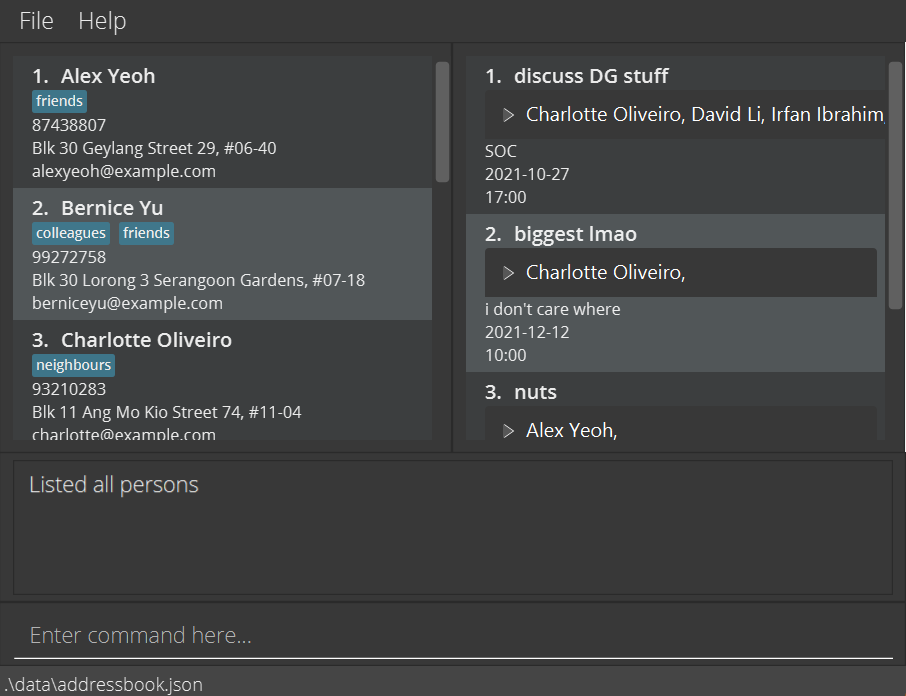 File Help
1. Alex Yeoh
friends
87438807
Blk 30 Geylang Street 29, #06-40
alexyeoh@example.com
2. Bernice Yu
colleagues friends
99272758
Blk 30 Lorong 3 Serangoon Gardens, #07-18
berniceyu@example.com
3. Charlotte Oliveiro
neighbours
93210283
Blk 11 Ang Mo Kio Street 74, #11-04
charlotte@example.com
1. discuss DG stuff
Charlotte Oliveiro, David Li, Irfan Ibrahim,
SOC
2021-10-27
17:00
2. biggest lmao
Charlotte Oliveiro,
i don't care where
2021-12-12
10:00
3. nuts
Alex Yeoh,
Listed all persons
Enter command here...
.\data\addressbook.json